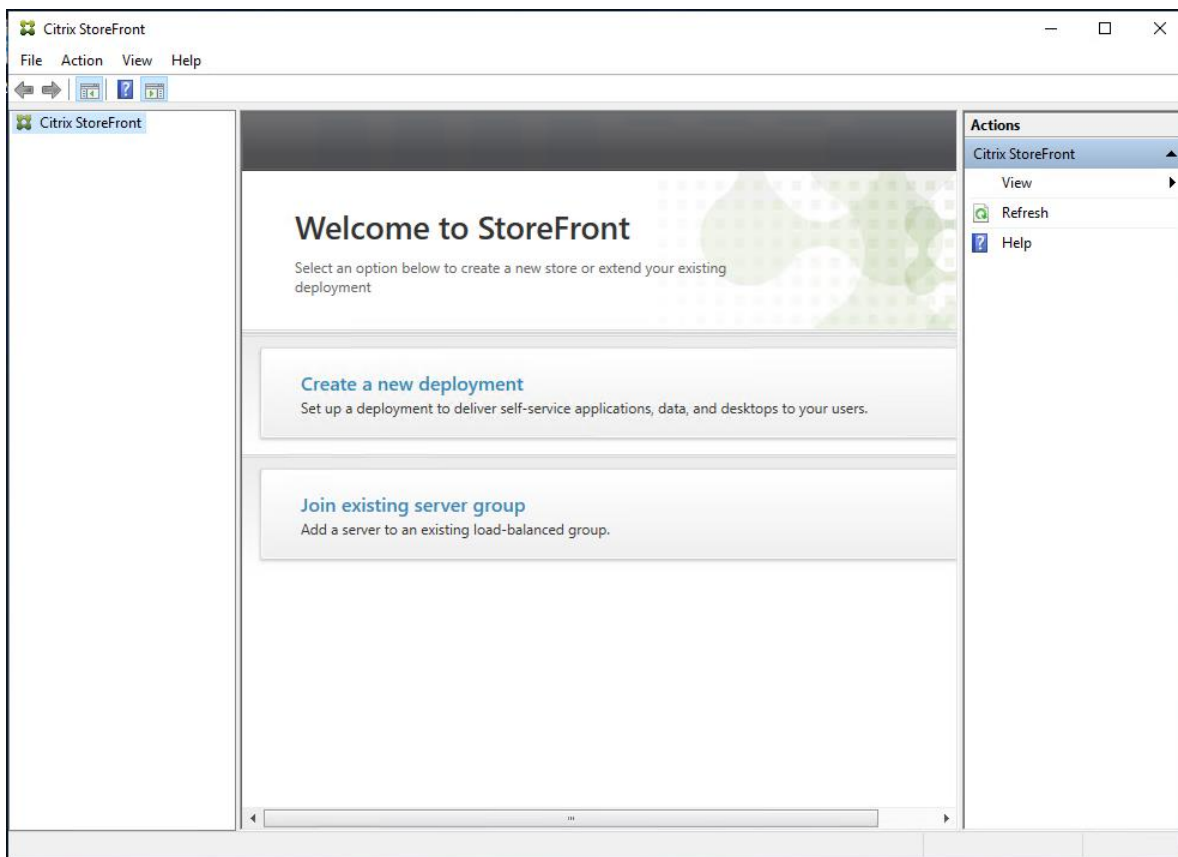 Citrix StoreFront
File Action View Help
Citrix StoreFront
Welcome to StoreFront
Select an option below to create a new store or extend your existing
deployment
Create a new deployment
Set up a deployment to deliver self-service applications, data, and desktops to your users.
Join existing server group
Add a server to an existing load-balanced group.
Actions
Citrix StoreFront
View
Refresh
Help